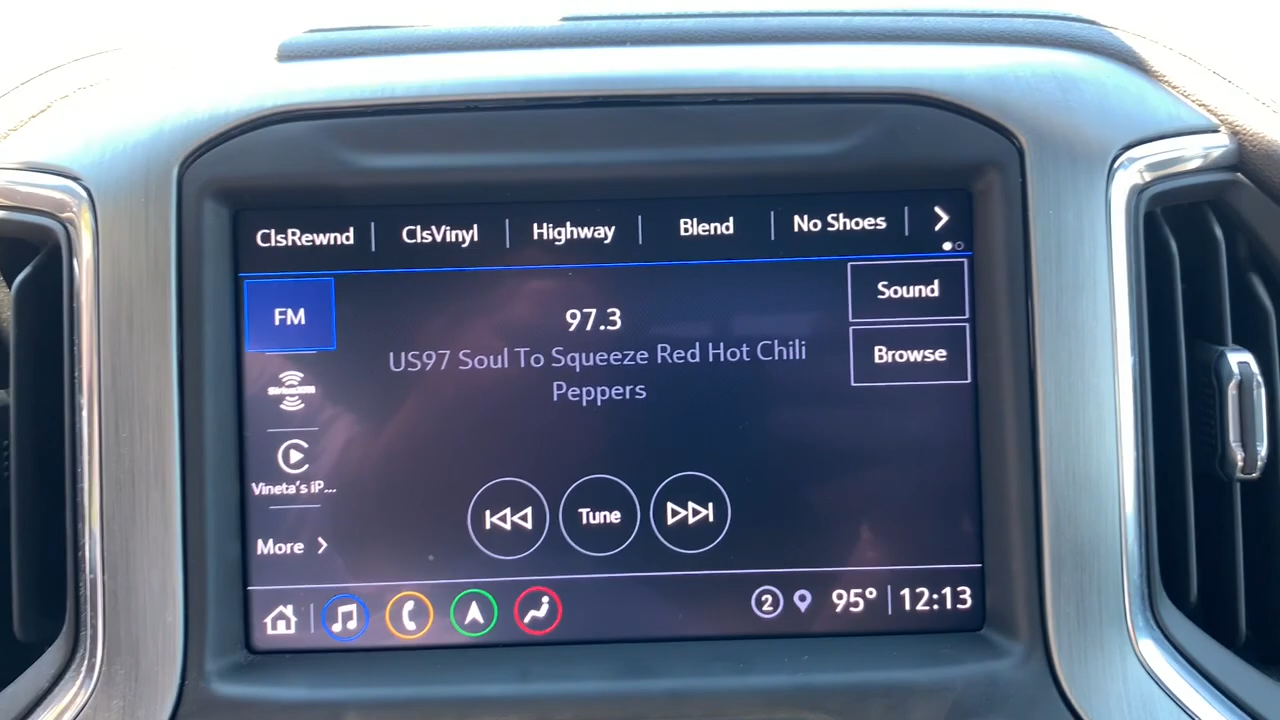 ClsRewnd ClsVinyl Highway Blend No Shoes
FM
97.3
Sound
US97 Soul To Squeeze Red Hot Chili
Peppers
Browse
SiriusXM
Vineta's iP...
Tune
More
2 95° 12:13